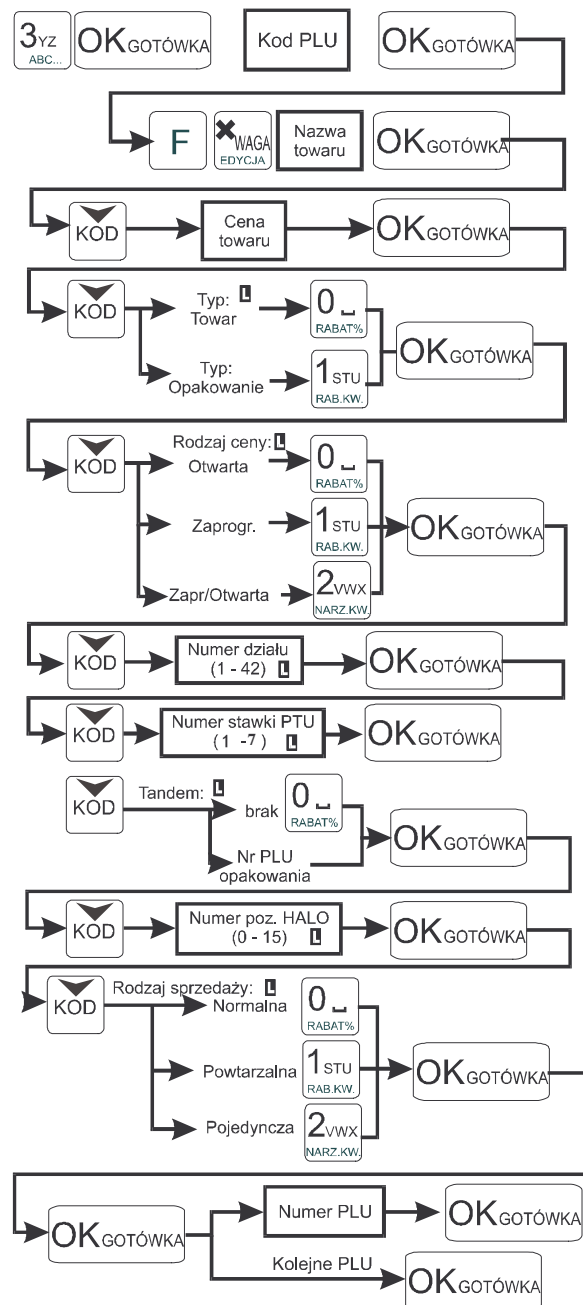 3YZ ABC... OK GOTÓWKA Kod PLU OK GOTÓWKA
F WAGA EDYCJA Nazwa towaru OK GOTÓWKA
KOD Cena towaru OK GOTÓWKA
KOD
Typ: L
Towar
0 RABAT%
Typ:
Opakowanie
1STU RAB.KW.
OK GOTÓWKA
KOD
Rodzaj ceny: L
Otwarta
0 RABAT%
Zaprogr.
1STU RAB.KW.
Zapr/Otwarta
2VWX NARZ.KW.
OK GOTÓWKA
KOD
Numer działu
(1 - 42) L
OK GOTÓWKA
KOD
Numer stawki PTU
(1 -7 ) L
OK GOTÓWKA
KOD
Tandem: L
brak
0 RABAT%
Nr PLU
opakowania
OK GOTÓWKA
KOD
Numer poz. HALO
(0 - 15) L
OK GOTÓWKA
KOD
Rodzaj sprzedaży: L
Normalna
0 RABAT%
Powtarzalna
1STU RAB.KW.
Pojedyncza
2VWX NARZ.KW.
OK GOTÓWKA
OK GOTÓWKA
Numer PLU
OK GOTÓWKA
Kolejne PLU
OK GOTÓWKA